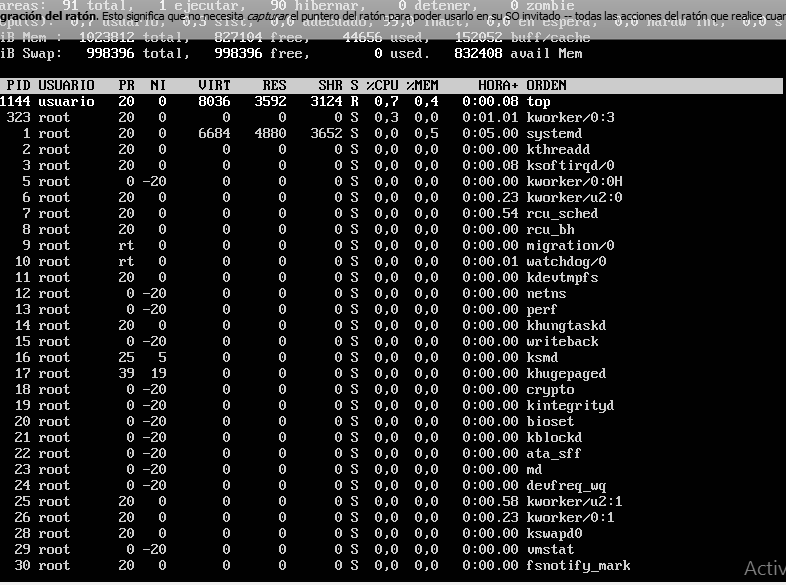 areas: 91 total, 1 ejecutar, 90 hibernar, 0 detener, 0 zombie
gración del ratón. Esto significa que no necesita capturar el puntero del ratón para poder usarlo en su SO invitado -- todas las acciones del ratón que realice cuar
iB Mem : 1023812 total, 827104 free, 44656 used, 152052 buff/cache
iB Swap: 998396 total, 998396 free, 0 used. 832408 avail Mem
PID USUARIO PR NI VIRT RES SHR S %CPU %MEM HORA+ ORDEN
1144 usuario 20 0 8036 3592 3124 R 0,7 0,4 0:00.08 top
323 root 20 0 0 0 0 S 0,3 0,0 0:01.01 kworker/0:3
1 root 20 0 6684 4880 3652 S 0,0 0,5 0:05.00 systemd
2 root 20 0 0 0 0 S 0,0 0,0 0:00.00 kthreadd
3 root 20 0 0 0 0 S 0,0 0,0 0:00.08 ksoftirqd/0
5 root 0 -20 0 0 0 S 0,0 0,0 0:00.00 kworker/0:0H
6 root 20 0 0 0 0 S 0,0 0,0 0:00.23 kworker/u2:0
7 root 20 0 0 0 0 S 0,0 0,0 0:00.54 rcu_sched
8 root 20 0 0 0 0 S 0,0 0,0 0:00.00 rcu_bh
9 root rt 0 0 0 0 S 0,0 0,0 0:00.00 migration/0
10 root rt 0 0 0 0 S 0,0 0,0 0:00.01 watchdog/0
11 root 20 0 0 0 0 S 0,0 0,0 0:00.00 kdevtmpfs
12 root 0 -20 0 0 0 S 0,0 0,0 0:00.00 netns
13 root 0 -20 0 0 0 S 0,0 0,0 0:00.00 perf
14 root 20 0 0 0 0 S 0,0 0,0 0:00.00 khungtaskd
15 root 0 -20 0 0 0 S 0,0 0,0 0:00.00 writeback
16 root 25 5 0 0 0 S 0,0 0,0 0:00.00 ksmd
17 root 39 19 0 0 0 S 0,0 0,0 0:00.00 khugepaged
18 root 0 -20 0 0 0 S 0,0 0,0 0:00.00 crypto
19 root 0 -20 0 0 0 S 0,0 0,0 0:00.00 kintegrityd
20 root 0 -20 0 0 0 S 0,0 0,0 0:00.00 bioset
21 root 0 -20 0 0 0 S 0,0 0,0 0:00.00 kblockd
22 root 0 -20 0 0 0 S 0,0 0,0 0:00.00 ata_sff
23 root 0 -20 0 0 0 S 0,0 0,0 0:00.00 md
24 root 0 -20 0 0 0 S 0,0 0,0 0:00.00 devfreq_wq
25 root 20 0 0 0 0 S 0,0 0,0 0:00.58 kworker/u2:1
26 root 20 0 0 0 0 S 0,0 0,0 0:00.23 kworker/0:1
28 root 20 0 0 0 0 S 0,0 0,0 0:00.00 kswapd0
29 root 0 -20 0 0 0 S 0,0 0,0 0:00.00 vmstat
30 root 20 0 0 0 0 S 0,0 0,0 0:00.00 fsnotify_mark
Activ